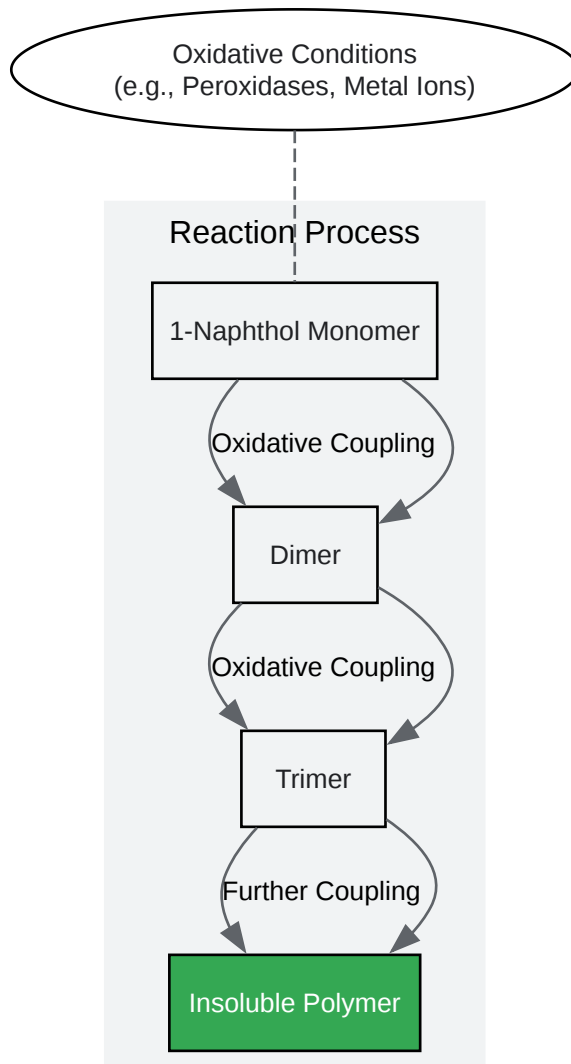 Oxidative Conditions
(e.g., Peroxidases, Metal Ions)
Reaction Process
1-Naphthol Monomer
Oxidative Coupling
Dimer
Oxidative Coupling
Trimer
Further Coupling
Insoluble Polymer